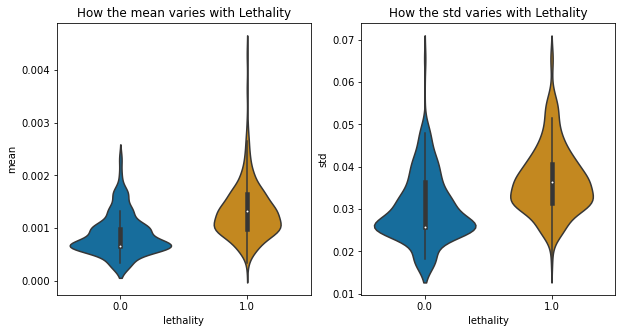 How the mean varies with Lethality
0.004
0.003
0.002
0.001
0.000
mean
0.0
1.0
lethality
How the std varies with Lethality
0.07
0.06
0.05
0.04
0.03
0.02
0.01
std
0.0
1.0
lethality